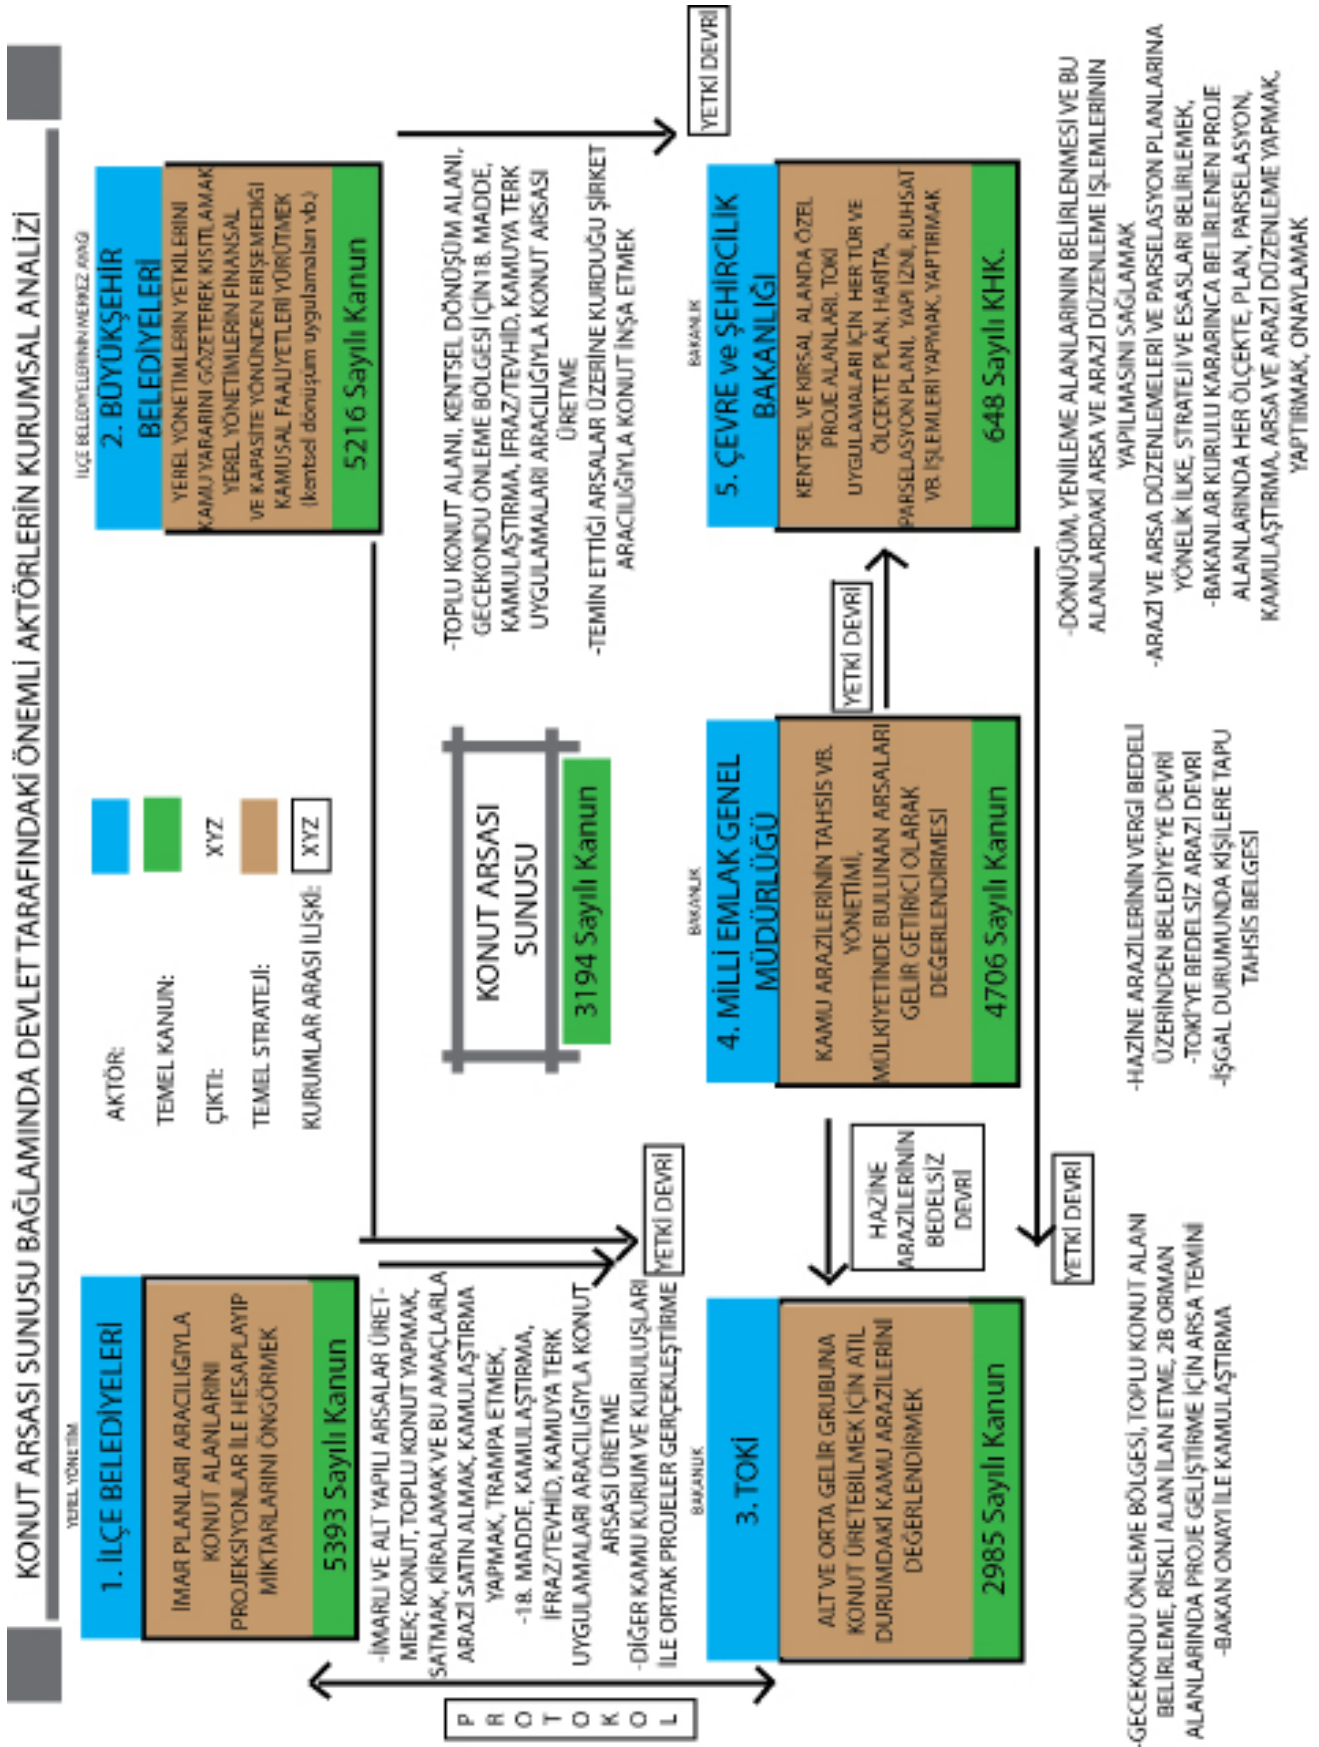 KONUT ARSASI SUNUSU BAĞLAMINDA DEVLET TARAFINDAKİ ÖNEMLİ AKTÖRLERİN KURUMSAL ANALİZİ
YEREL YÖNETİM
1. İLÇE BELEDİYELERİ
İMAR PLANLARI ARACILIĞIYLA
KONUT ALANLARINI
PROJEKSİYONLAR İLE HESAPLAYIP
MİKTARLARINI ÖNGÖRMEK
5393 Sayılı Kanun
-İMARLI VE ALT YAPILI ARSALAR ÜRET-
MEK; KONUT, TOPLU KONUT YAPMAK,
SATMAK, KİRALAMAK VE BU AMAÇLARLA
ARAZİ SATIN ALMAK, KAMULAŞTIRMA
YAPMAK, TRAMPA ETMEK,
-18. MADDE, KAMULAŞTIRMA,
İFRAZ/TEVHİD, KAMUYA TERK
UYGULAMALARI ARACILIĞIYLA KONUT
ARSASI ÜRETME
-DİĞER KAMU KURUM VE KURULUŞLARI
İLE ORTAK PROJELER GERÇEKLEŞTİRME
AKTÖR:
TEMEL KANUN:
ÇIKTI:
XYZ
TEMEL STRATEJİ:
KURUMLAR ARASI İLİŞKİ:
XYZ
İLÇE BELEDİYELERİNİN MERKEZ AYAĞI
2. BÜYÜKŞEHİR
BELEDİYELERİ
YEREL YÖNETİMLERİN YETKİLERİNİ
KAMU YARARINI GÖZETEREK KISITLAMAK
YEREL YÖNETİMLERİN FİNANSAL
VE KAPASİTE YÖNÜNDEN ERİŞEMEDİĞİ
KAMUSAL FAALİYETLERİ YÜRÜTMEK
(kentsel dönüşüm uygulamaları vb.)
5216 Sayılı Kanun
-TOPLU KONUT ALANI, KENTSEL DÖNÜŞÜM ALANI,
GECEKONDU ÖNLEME BÖLGESİ İÇİN 18. MADDE,
KAMULAŞTIRMA, İFRAZ/TEVHİD, KAMUYA TERK
UYGULAMALARI ARACILIĞIYLA KONUT ARSASI
ÜRETME
-TEMİN ETTİĞİ ARSALAR ÜZERİNE KURDUĞU ŞİRKET
ARACILIĞIYLA KONUT İNŞA ETMEK
KONUT ARSASI
SUNUSU
3194 Sayılı Kanun
YETKİ DEVRİ
YETKİ DEVRİ
P
R
O
T
O
K
O
L
BAKANLIK
3. TOKİ
ALT VE ORTA GELİR GRUBUNA
KONUT ÜRETEBİLMEK İÇİN ATIL
DURUMDAKİ KAMU ARAZİLERİNİ
DEĞERLENDİRMEK
2985 Sayılı Kanun
-GECEKONDU ÖNLEME BÖLGESİ, TOPLU KONUT ALANI
BELİRLEME, RİSKLİ ALAN İLAN ETME, 2B ORMAN
ALANLARINDA PROJE GELİŞTİRME İÇİN ARSA TEMİNİ
-BAKAN ONAYI İLE KAMULAŞTIRMA
HAZİNE
ARAZİLERİNİN
BEDELSİZ
DEVRİ
YETKİ DEVRİ
BAKANLIK
4. MİLLİ EMLAK GENEL
MÜDÜRLÜĞÜ
KAMU ARAZİLERİNİN TAHSİS VB.
YÖNETİMİ,
MÜLKİYETİNDE BULUNAN ARSALARI
GELİR GETİRİCİ OLARAK
DEĞERLENDİRMESİ
4706 Sayılı Kanun
-HAZİNE ARAZİLERİNİN VERGİ BEDELİ
ÜZERİNDEN BELEDİYE'YE DEVRİ
-TOKİ'YE BEDELSİZ ARAZİ DEVRİ
-İŞGAL DURUMUNDA KİŞİLERE TAPU
TAHSİS BELGESİ
YETKİ DEVRİ
BAKANLIK
5. ÇEVRE ve ŞEHİRCİLİK
BAKANLIĞI
KENTSEL VE KIRSAL ALANDA ÖZEL
PROJE ALANLARI, TOKİ
UYGULAMALARI İÇİN HER TÜR VE
ÖLÇEKTE PLAN, HARİTA,
PARSELASYON PLANI, YAPI İZNİ, RUHSAT
VB. İŞLEMLERİ YAPMAK, YAPTIRMAK
648 Sayılı KHK.
-DÖNÜŞÜM, YENİLEME ALANLARININ BELİRLENMESİ VE BU
ALANLARDAKİ ARSA VE ARAZİ DÜZENLEME İŞLEMLERİNİN
YAPILMASINI SAĞLAMAK
-ARAZİ VE ARSA DÜZENLEMELERİ VE PARSELASYON PLANLARINA
YÖNELİK İLKE, STRATEJİ VE ESASLARI BELİRLEMEK,
-BAKANLAR KURULU KARARINCA BELİRLENEN PROJE
ALANLARINDA HER ÖLÇEKTE, PLAN, PARSELASYON,
KAMULAŞTIRMA, ARSA VE ARAZİ DÜZENLEME YAPMAK,
YAPTIRMAK, ONAYLAMAK